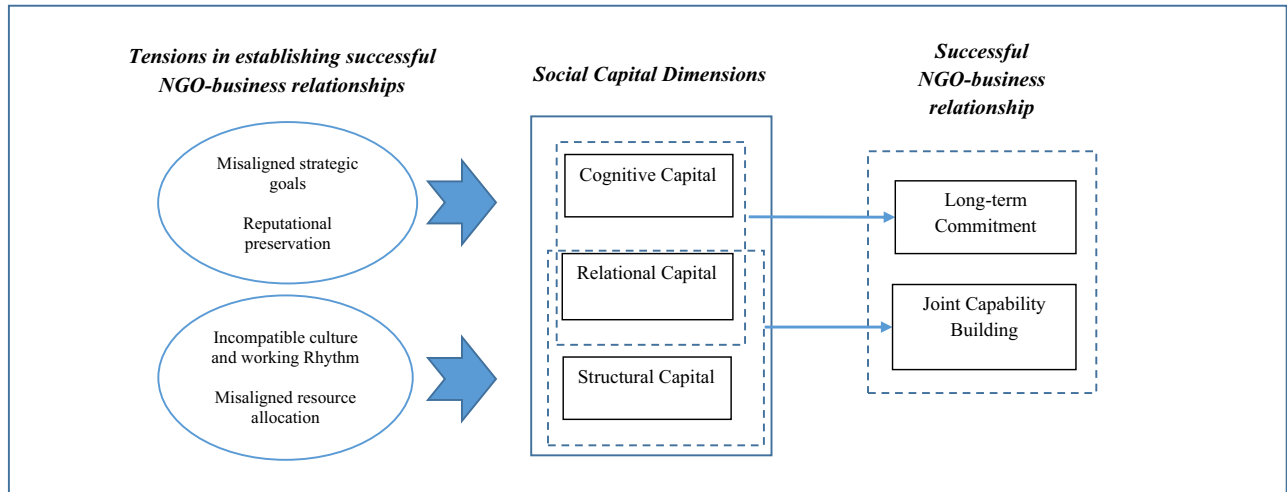 Tensions in establishing successful
NGO-business relationships
Misaligned strategic
goals
Reputational
preservation
Incompatible culture
and working Rhythm
Misaligned resource
allocation
Social Capital Dimensions
Cognitive Capital
Relational Capital
Structural Capital
Successful
NGO-business
relationship
Long-term
Commitment
Joint Capability
Building